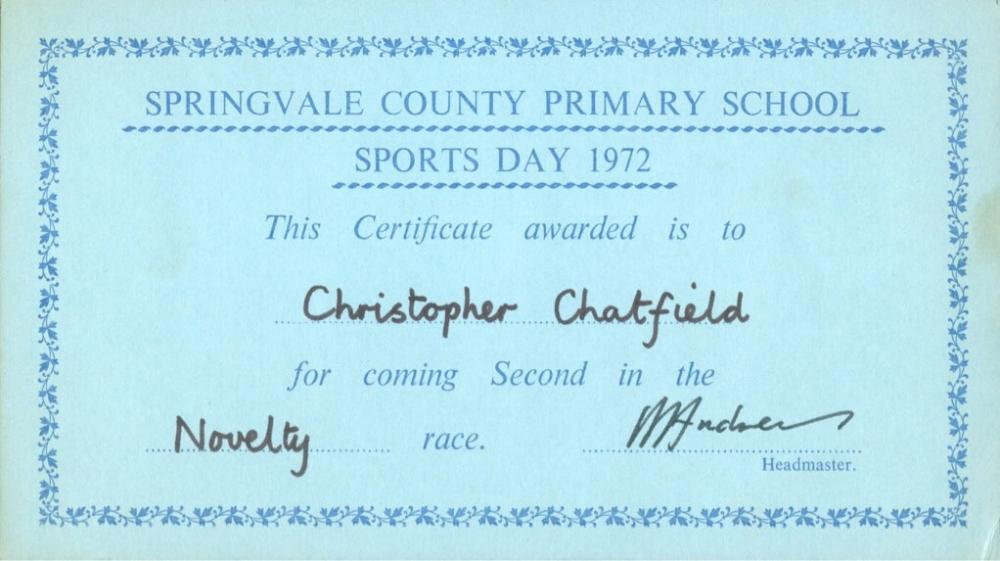 SPRINGVALE COUNTY PRIMARY SCHOOL
SPORTS DAY 1972
This Certificate awarded is to
Christopher Chatfield
for coming Second in the
Novelty race.
Headmaster.